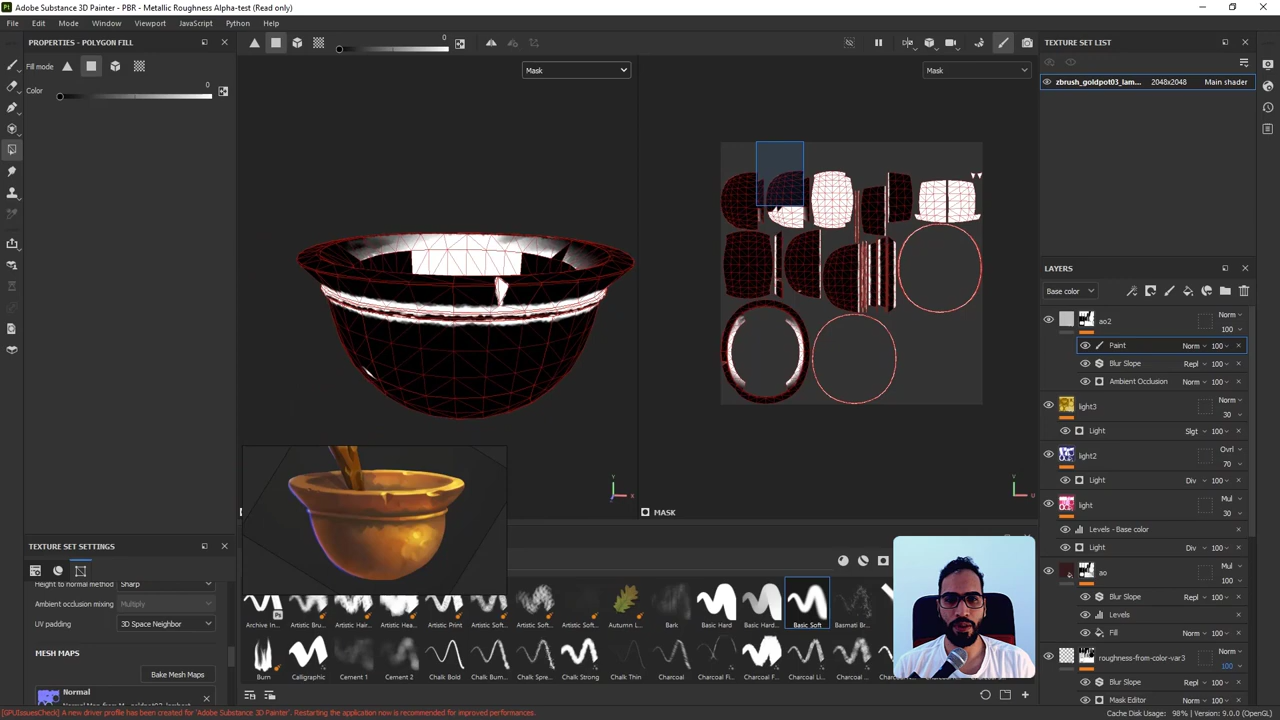 Pt Adobe Substance 3D Painter - PBR - Metallic Roughness Alpha-test (Read only)
File Edit Mode Window Viewport JavaScript Python Help
PROPERTIES - POLYGON FILL
Fill mode
Color 0
0
Mask
Mask
MASK
TEXTURE SET LIST
zbrush_goldpot03_lam... 2048x2048 Main shader
LAYERS
Base color
ao2 Norm 100
Paint Norm 100
Blur Slope Repl 100
Ambient Occlusion Norm 100
light3 Norm 30
Light Slgt 100
light2 Ovrl 70
Light Div 100
light Mul 30
Levels - Base color
Light Div 100
ao Mul 100
Blur Slope Repl 100
Levels 100
Fill Norm 100
roughness-from-color-var3 Norm 100
Blur Slope Repl 100
Mask Editor Norm 100
TEXTURE SET SETTINGS
Height to normal method Sharp
Ambient occlusion mixing Multiply
UV padding 3D Space Neighbor
MESH MAPS
Bake Mesh Maps
Normal
Archive In... Artistic Bru... Artistic Hair... Artistic Hea... Artistic Print Artistic Soft... Artistic Sof... Artistic Sof... Autumn L... Bark Basic Hard Basic Hard... Basic Soft Basmati Br...
Burn Calligraphic Cement 1 Cement 2 Chalk Bold Chalk Bum... Chalk Spre... Chalk Strong Chalk Thin Charcoal Charcoal Fi... Charcoal Fi... Charcoal Li...
[GPUIssuesCheck] A new driver profile has been created for 'Adobe Substance 3D Painter'. Restarting the application now is recommended for improved performances.
Cache Disk Usage: 98% | Version: 9.0.0 (OpenGL)